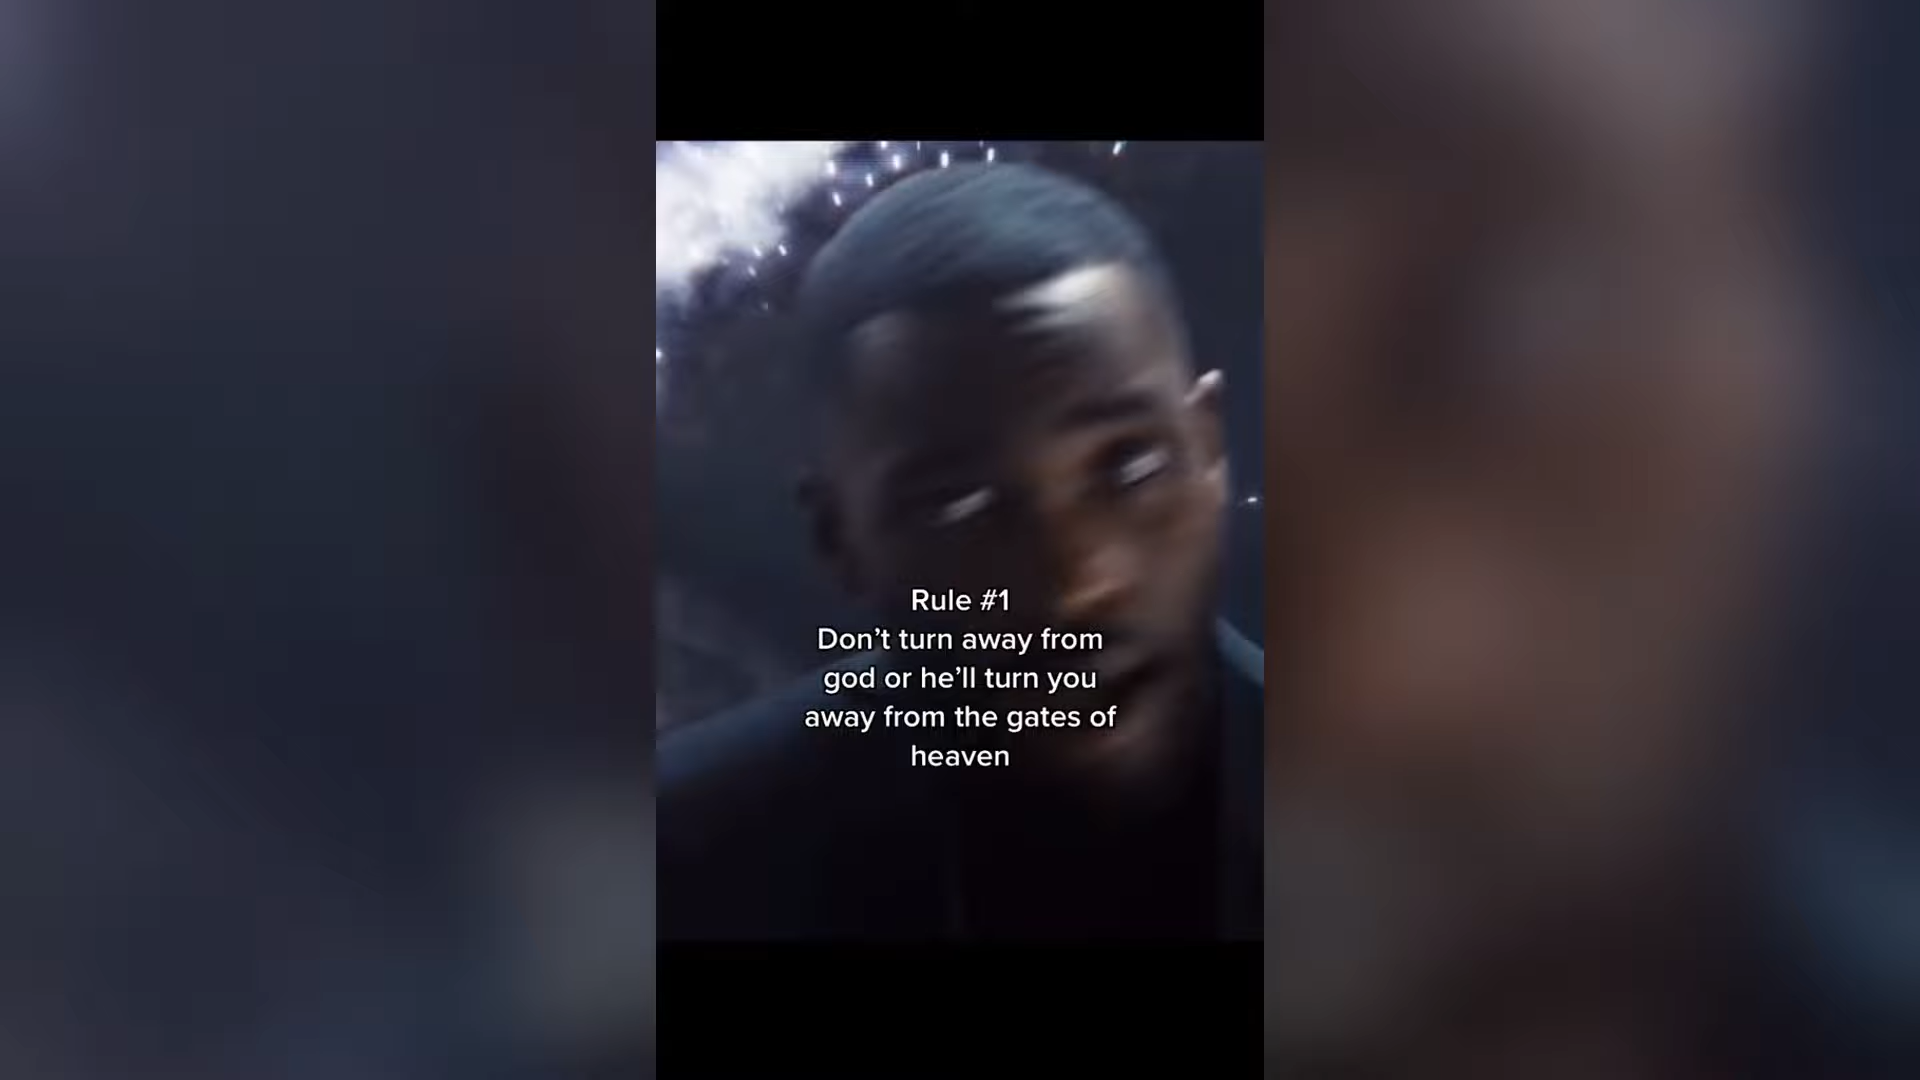 Rule #1
Don’t turn away from
god or he’ll turn you
away from the gates of
heaven